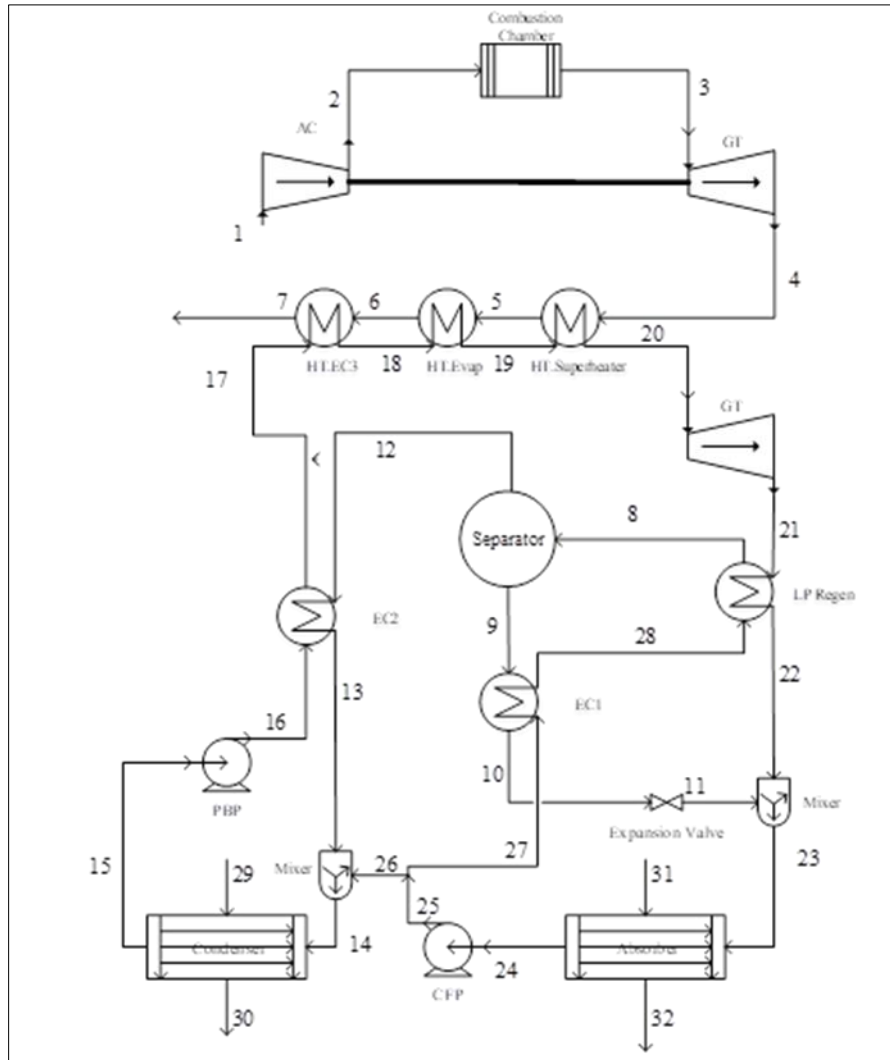 Combustion
Chamber
2
3
AC
GT
1
4
7
6
5
20
17
HT.EC3
18
HT.Evap
19
HT.Superheater
GT
12
8
21
Separator
LP Regen
9
EC2
28
13
22
EC1
16
10
11
PBP
Mixer
Expansion Valve
15
29
Mixer
26
27
31
23
25
Condenser
14
24
Absorber
CFP
30
32